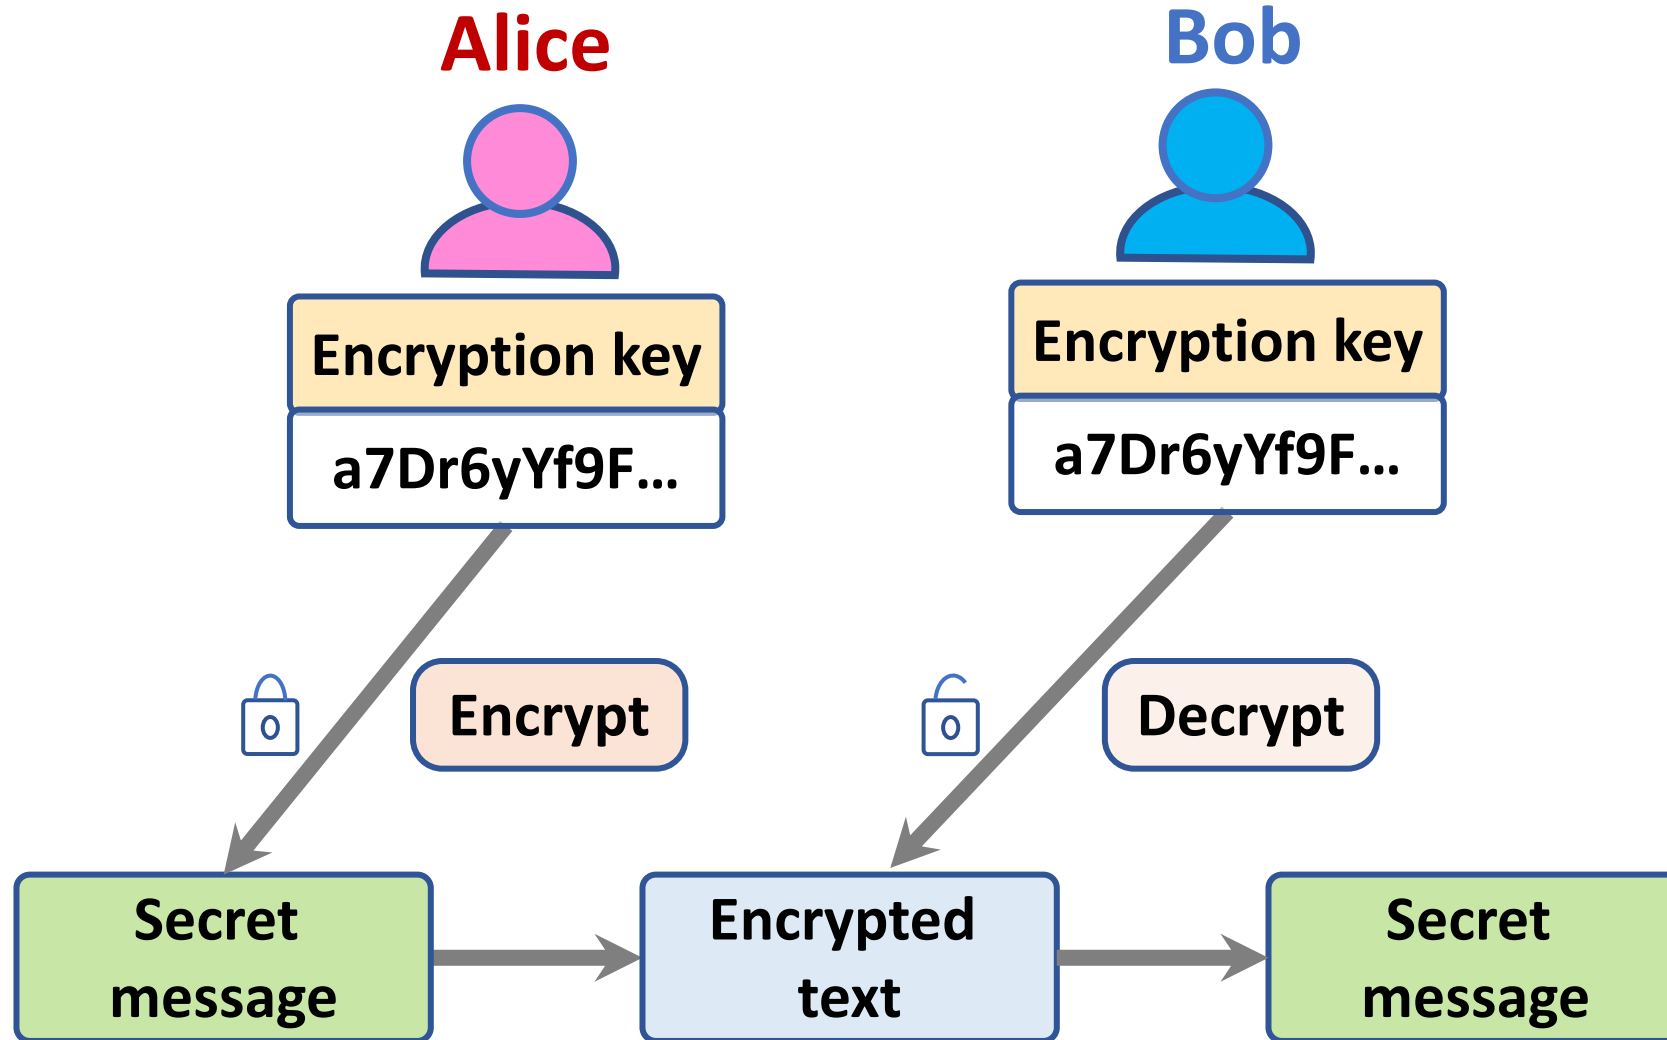 Alice
Bob
Encryption key
a7Dr6yYf9F...
Encryption key
a7Dr6yYf9F...
Encrypt
Decrypt
Secret
message
Encrypted
text
Secret
message